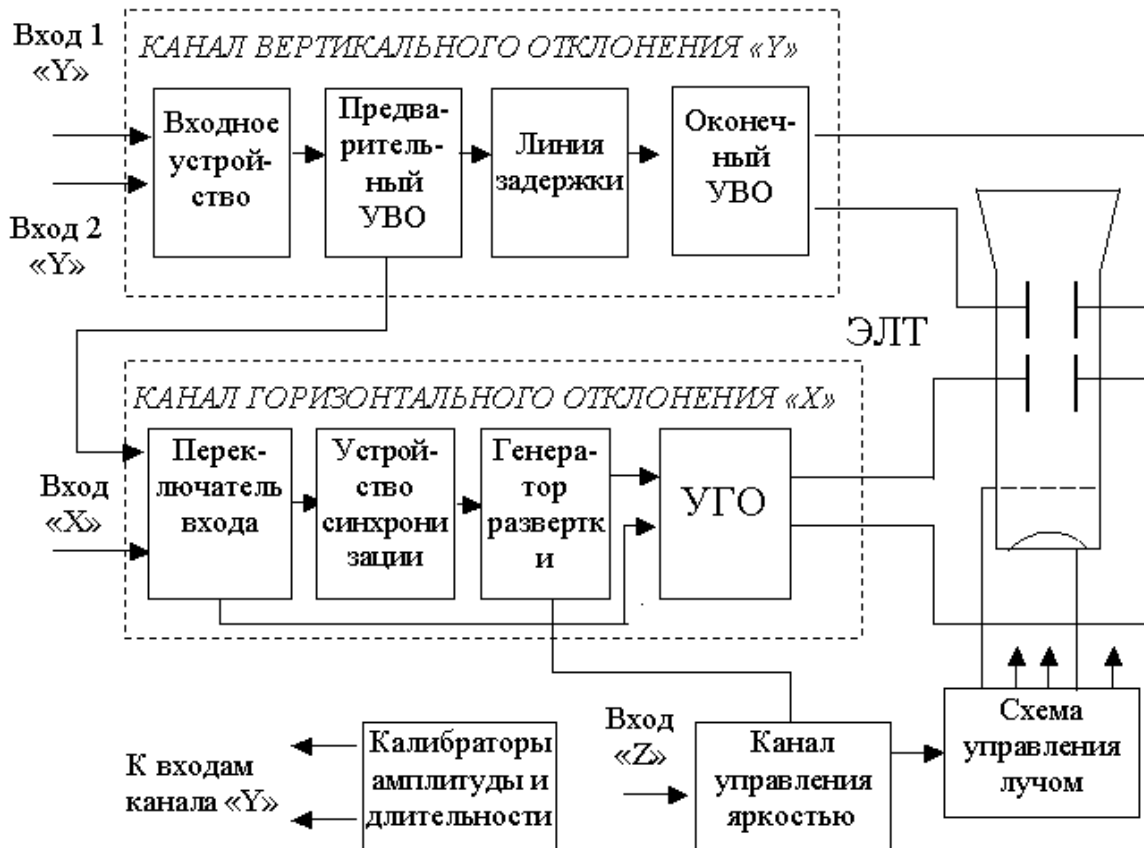 Вход 1
«Y»
КАНАЛ ВЕРТИКАЛЬНОГО ОТКЛОНЕНИЯ «Y»
Входное
устрой-
ство
Предва-
ритель-
ный
УВО
Линия
задержки
Оконеч-
ный
УВО
Вход 2
«Y»
ЭЛТ
КАНАЛ ГОРИЗОНТАЛЬНОГО ОТКЛОНЕНИЯ «X»
Вход
«X»
Перек-
лючатель
входа
Устрой-
ство
синхрони
зации
Генера-
тор
развертк
и
УГО
К входам
канала «Y»
Калибраторы
амплитуды и
длительности
Вход
«Z»
Канал
управления
яркостью
Схема
управления
лучом